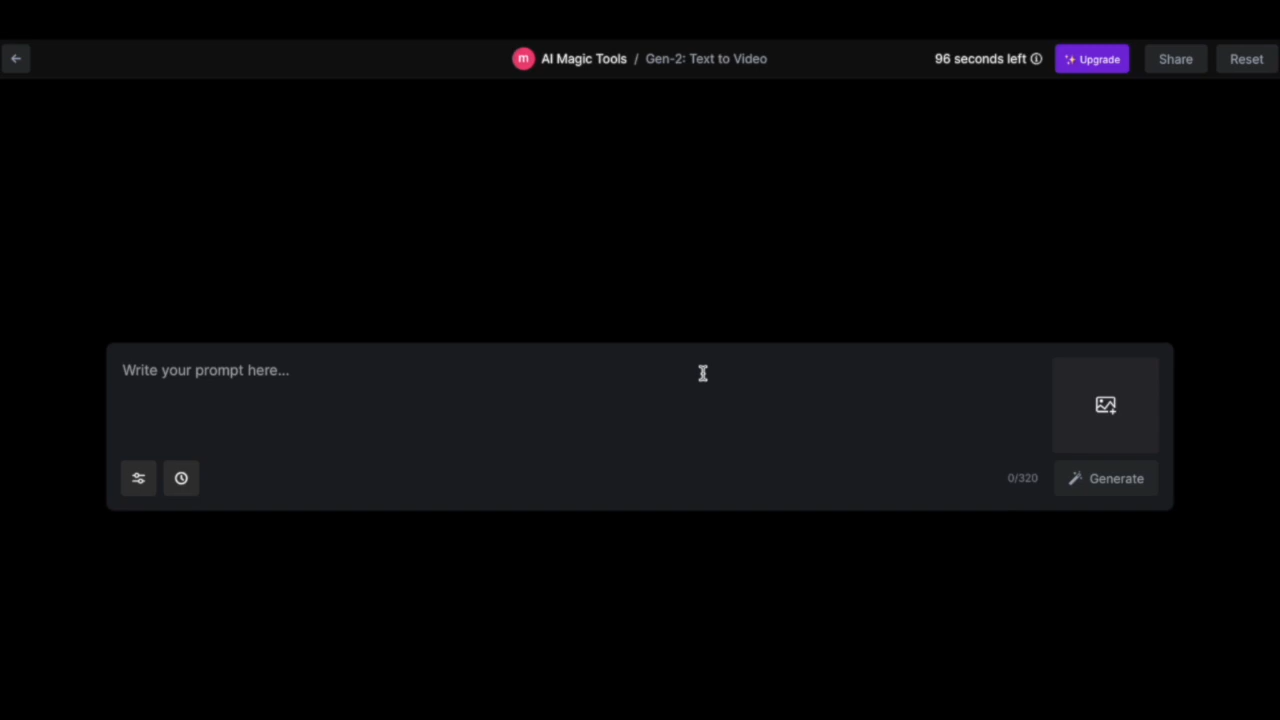 m AI Magic Tools / Gen-2: Text to Video 96 seconds left Upgrade Share Reset
Write your prompt here...
0/320 Generate